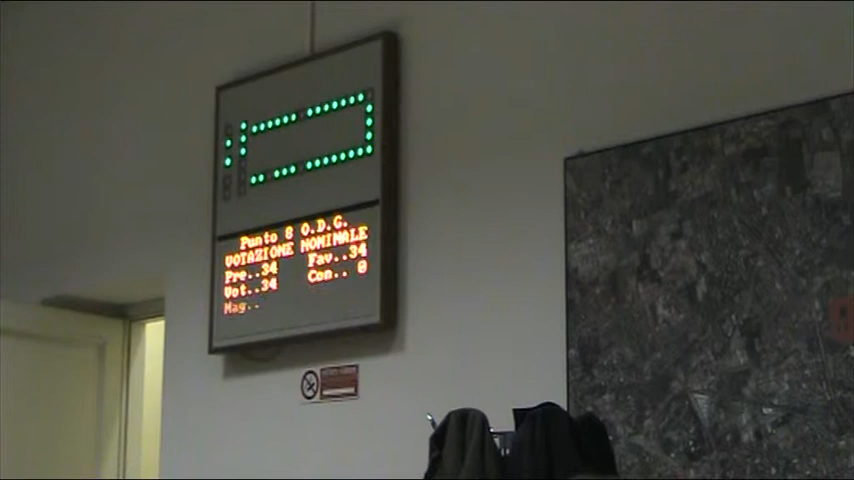 Punto 8 O.D.G.
VOTAZIONE NOMINALE
Pre..34 Fav..34
Vot..34 Con.. 0
Mag..